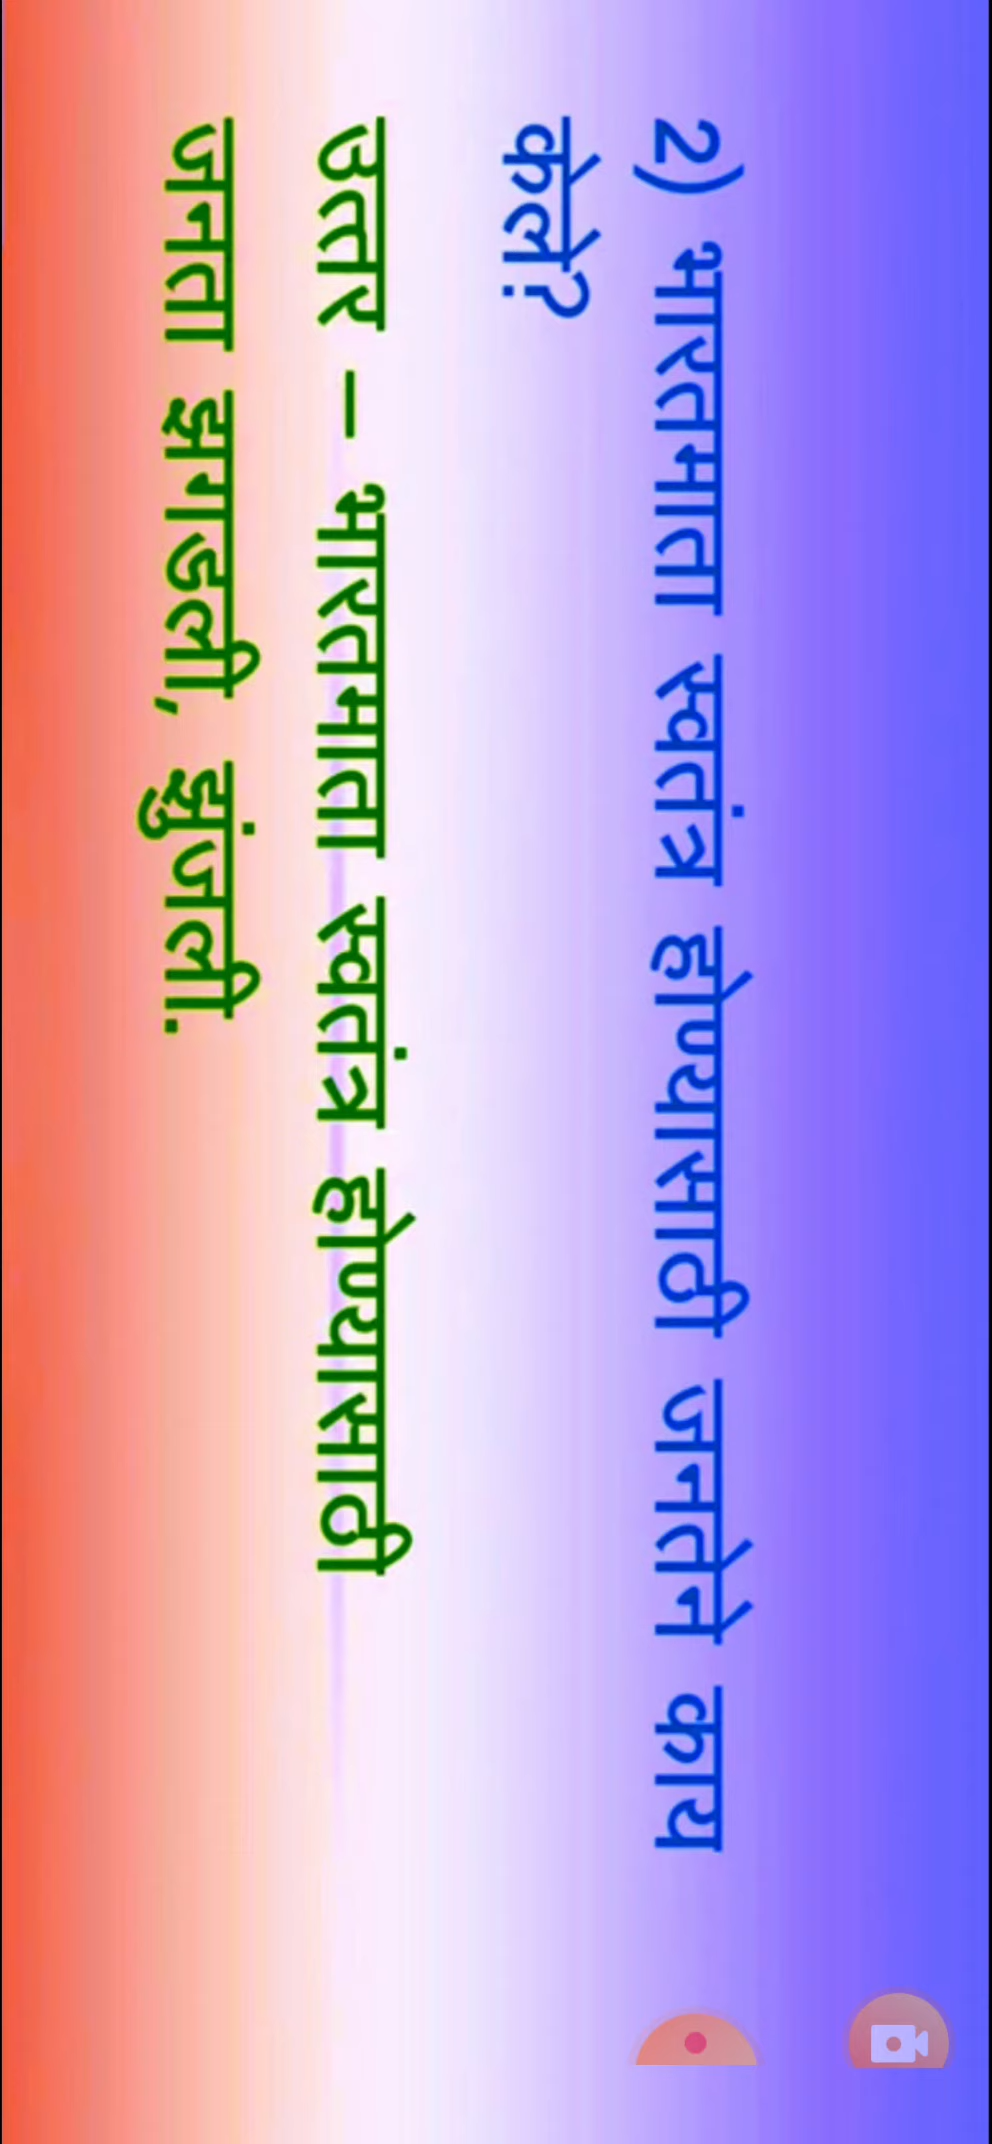 2) भारतमाता स्वतंत्र होण्यासाठी जनतेने काय
केले?
उत्तर – भारतमाता स्वतंत्र होण्यासाठी
जनता झगडली, झुंजली.